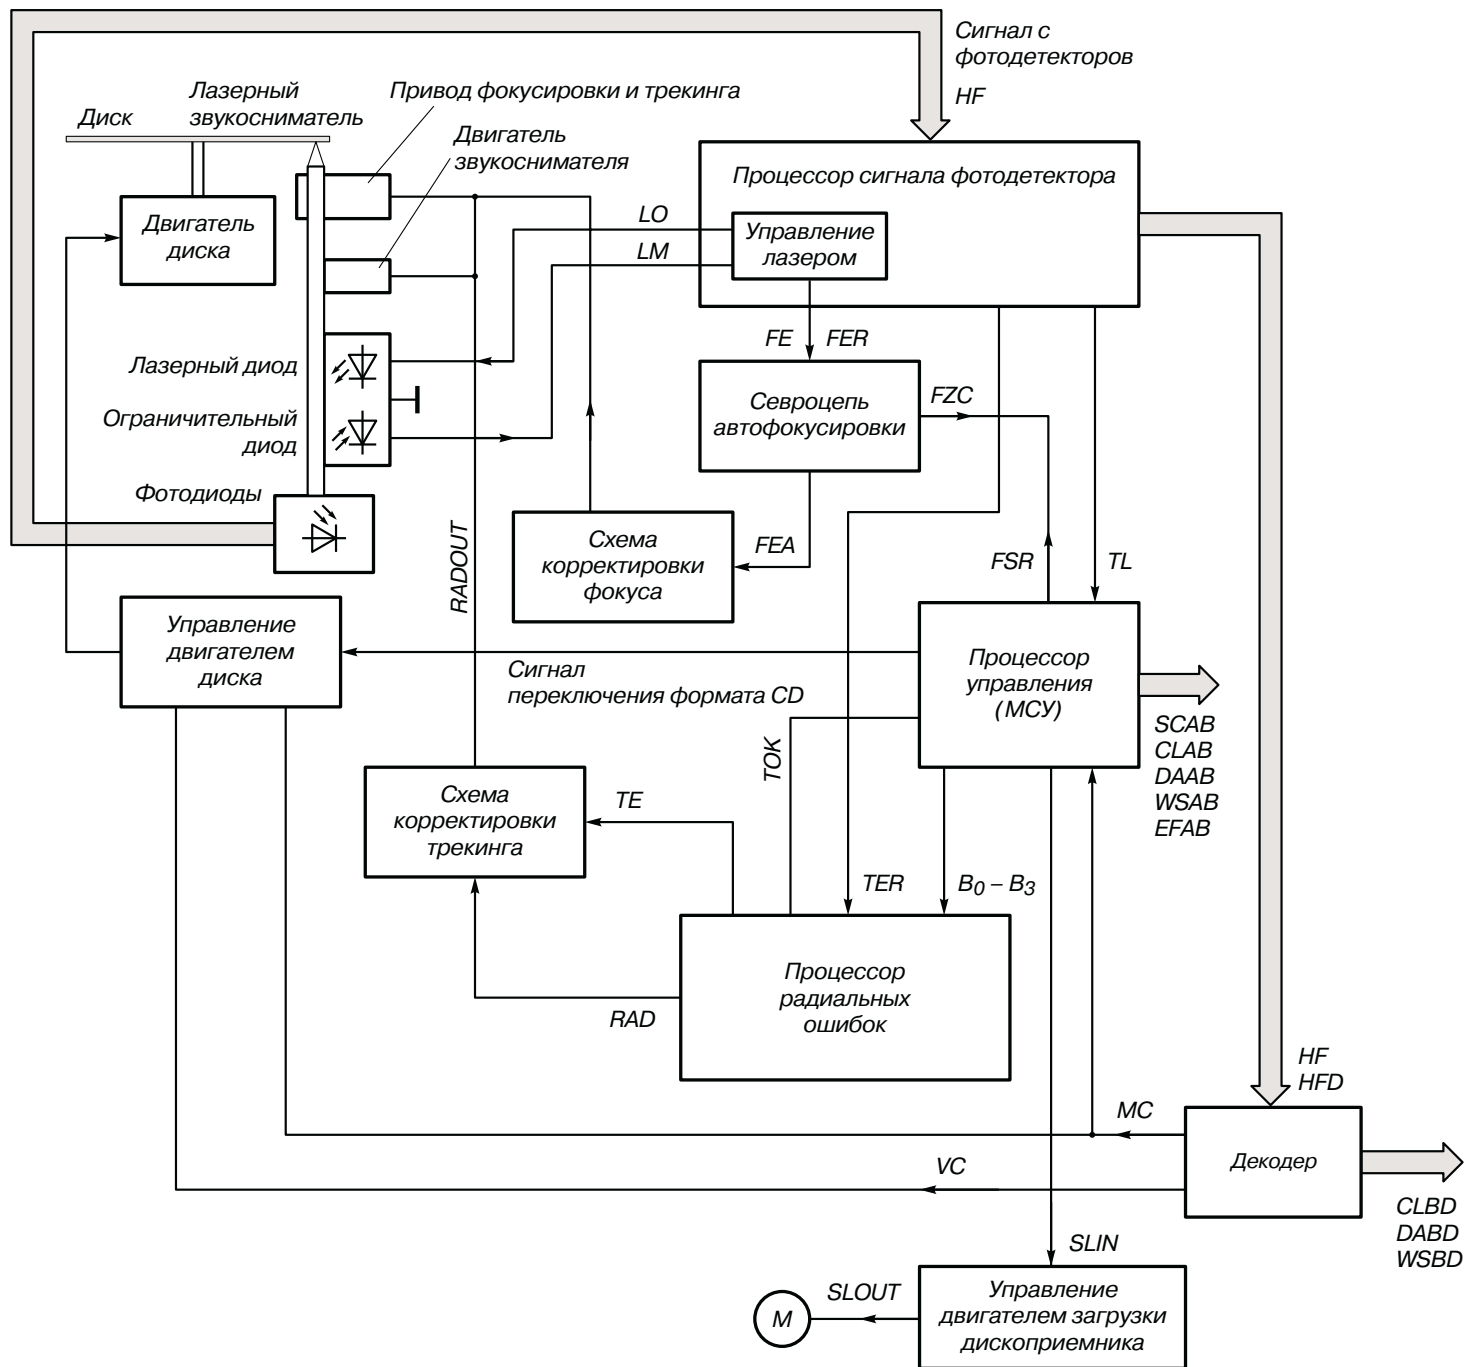 Сигнал с
фотодетекторов
HF
Лазерный
звукосниматель
Диск
Привод фокусировки и трекинга
Двигатель
звукоснимателя
Процессор сигнала фотодетектора
Двигатель
диска
LO
LM
Управление
лазером
FE
FER
Лазерный диод
Ограничительный
диод
Севроцепь
автофокусировки
FZC
Фотодиоды
RADOUT
Схема
корректировки
фокуса
FEA
FSR
TL
Управление
двигателем
диска
Сигнал
переключения формата CD
Процессор
управления
(МСУ)
SCAB
CLAB
DAAB
WSAB
EFAB
TOK
Схема
корректировки
трекинга
TE
TER
B0 – B3
Процессор
радиальных
ошибок
RAD
HF
HFD
MC
VC
Декодер
CLBD
DABD
WSBD
SLIN
SLOUT
M
Управление
двигателем загрузки
дископриемника